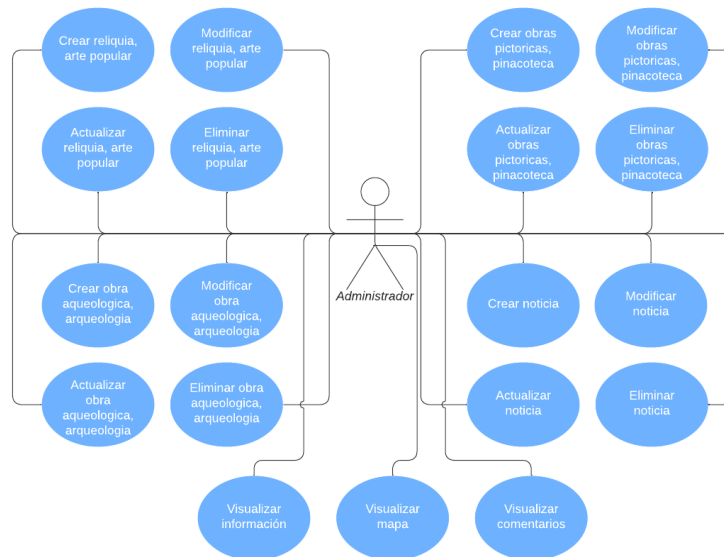 Crear reliquia,
arte popular
Modificar
reliquia, arte
popular
Crear obras
pictoricas,
pinacoteca
Modificar
obras
pictoricas,
pinacoteca
Actualizar
reliquia, arte
popular
Eliminar
reliquia, arte
popular
Actualizar
obras
pictoricas,
pinacoteca
Eliminar
obras
pictoricas,
pinacoteca
Administrador
Crear obra
aqueologica,
arqueologia
Modificar
obra
aqueologica,
arqueologia
Crear noticia
Modificar
noticia
Actualizar
obra
aqueologica,
arqueologia
Eliminar obra
aqueologica,
arqueologia
Actualizar
noticia
Eliminar
noticia
Visualizar
información
Visualizar
mapa
Visualizar
comentarios